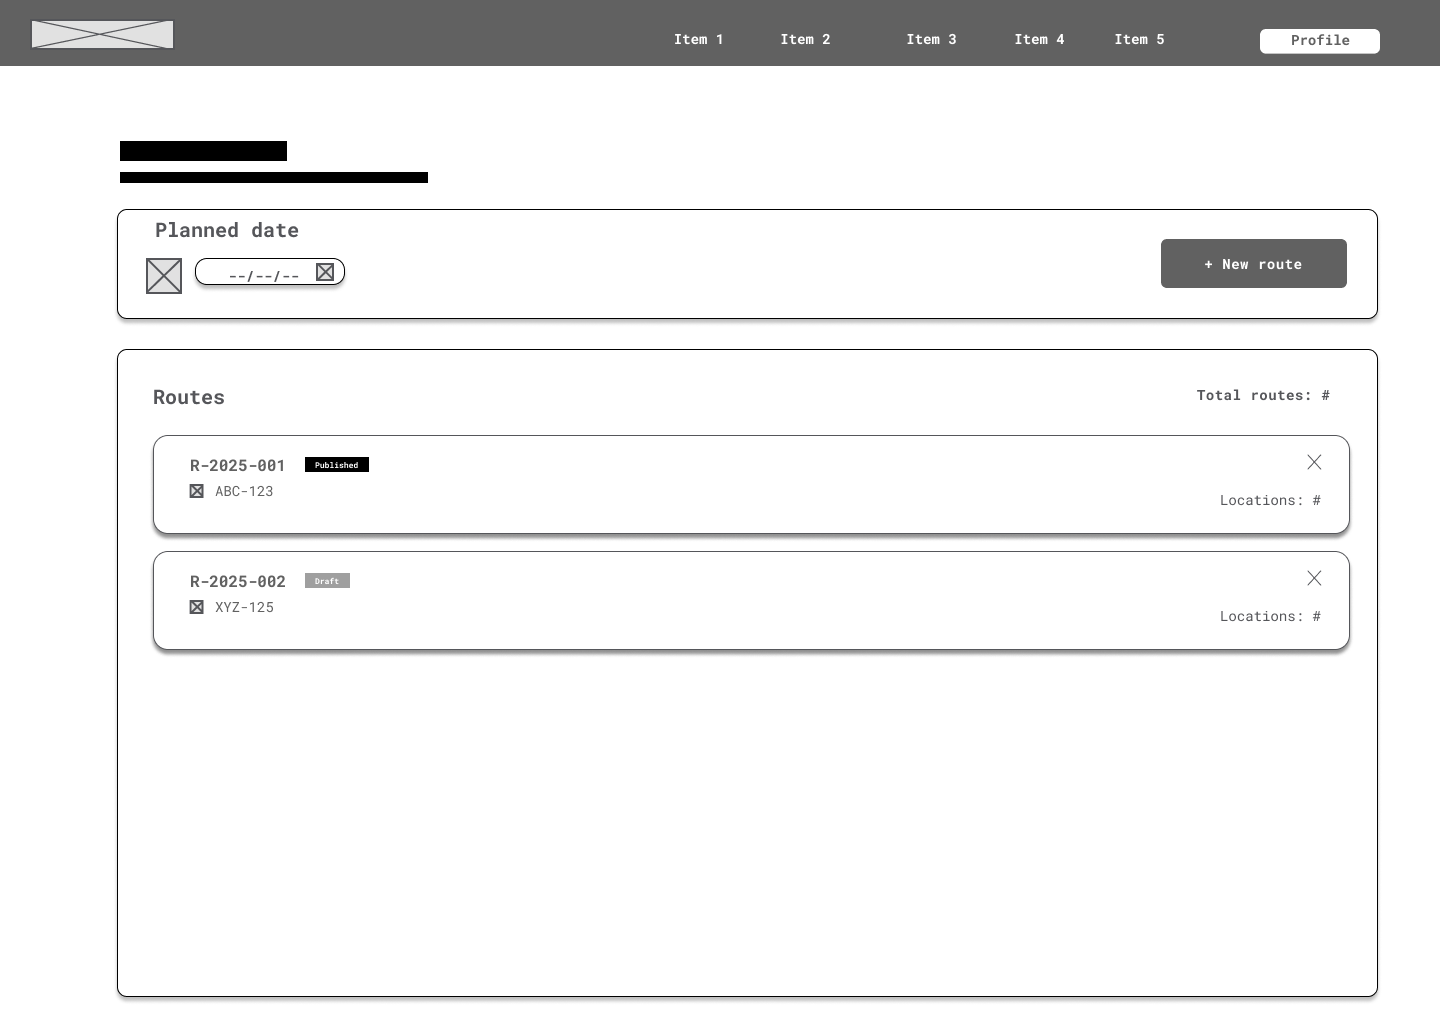 Item 1 Item 2 Item 3 Item 4 Item 5 Profile
Planned date
--/--/--
+ New route
Routes
Total routes: #
R-2025-001 Published
ABC-123
Locations: #
R-2025-002 Draft
XYZ-125
Locations: #